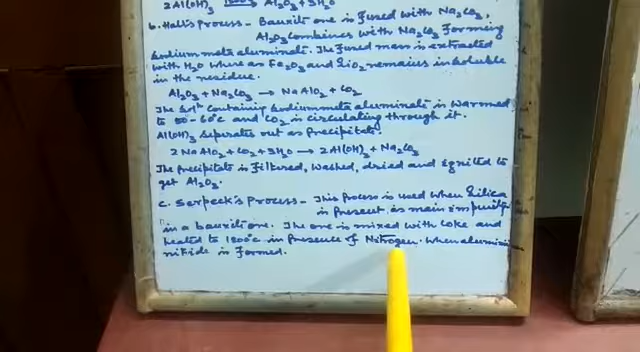 2Al(OH)3 → Al2O3 + 3H2O
b. Hall's Process - Bauxite ore is fused with Na2CO3,
Al2O3 combines with Na2CO3 forming
Sodium meta aluminate. The fused mass is extracted
with H2O where as Fe2O3 and SiO2 remains insoluble
in the residue.
Al2O3 + Na2CO3 → NaAlO2 + CO2
The Soln containing Sodium meta aluminate is warmed
to 50-60°C and CO2 is circulating through it.
Al(OH)3 separates out as Precipitate.
2NaAlO2 + CO2 + 3H2O → 2Al(OH)3 + Na2CO3
The Precipitate is filtered, washed, dried and ignited to
get Al2O3.
c. Serpeck's Process - This Process is used when Silica
is Present as main impurity
in a bauxite ore. The ore is mixed with Coke and
heated to 1800°C in Presence of Nitrogen. When aluminium
nitride is formed.